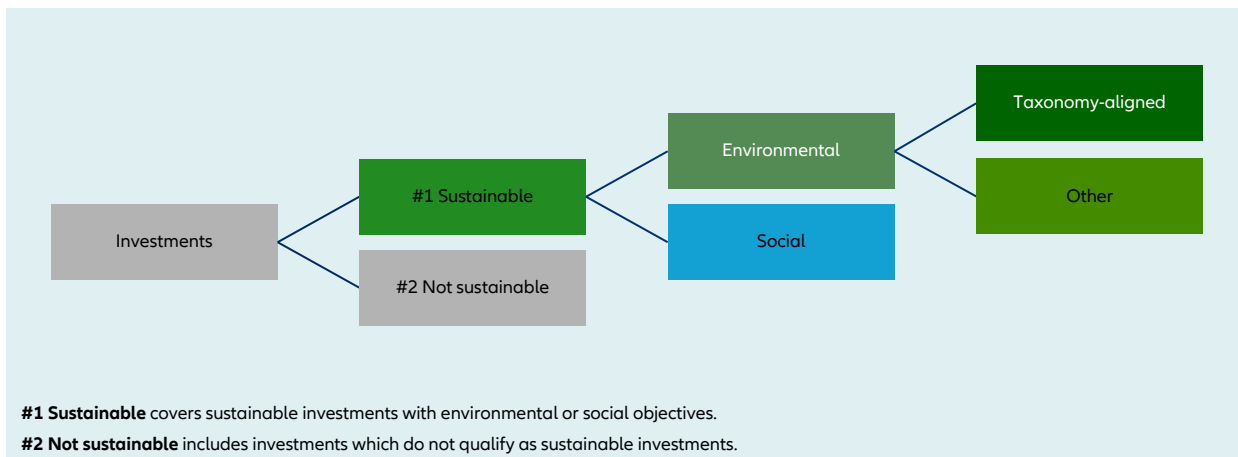 Taxonomy-aligned
Environmental
#1 Sustainable
Other
Investments
Social
#2 Not sustainable
#1 Sustainable covers sustainable investments with environmental or social objectives.
#2 Not sustainable includes investments which do not qualify as sustainable investments.